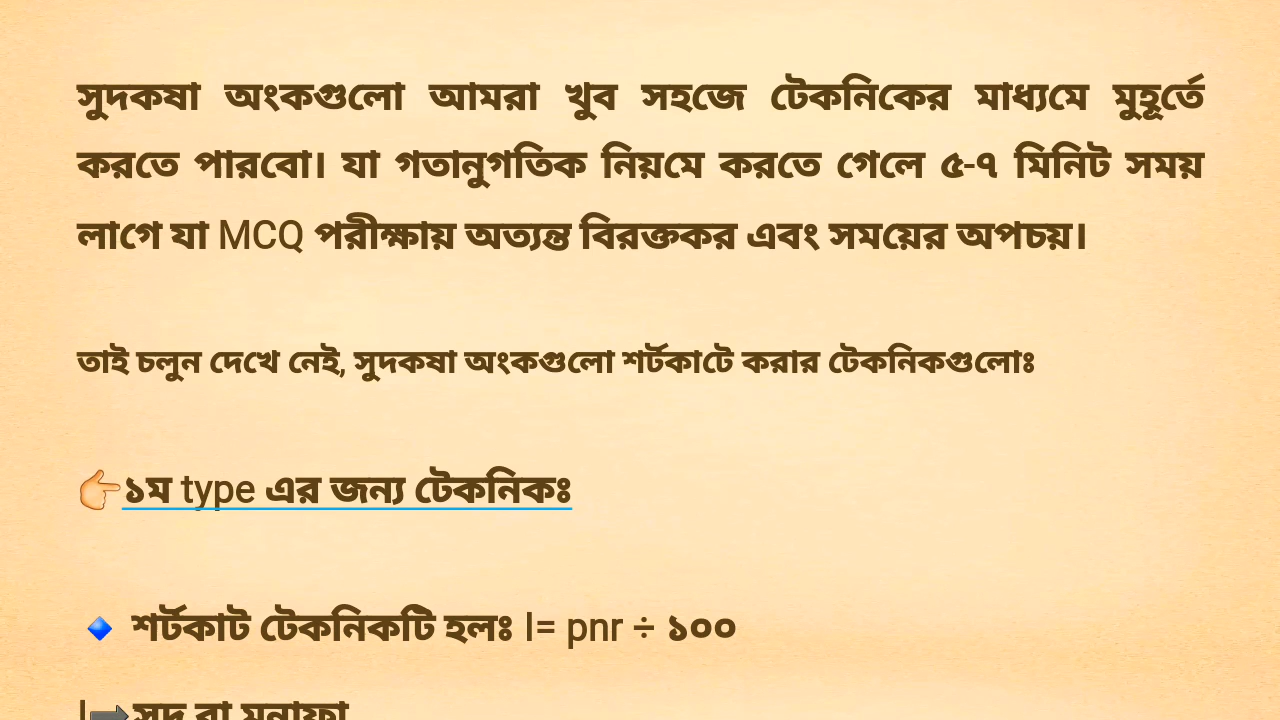 সুদকষা অংকগুলো আমরা খুব সহজে টেকনিকের মাধ্যমে মুহূর্তে
করতে পারবো। যা গতানুগতিক নিয়মে করতে গেলে ৫-৭ মিনিট সময়
লাগে যা MCQ পরীক্ষায় অত্যন্ত বিরক্তকর এবং সময়ের অপচয়।
তাই চলুন দেখে নেই, সুদকষা অংকগুলো শর্টকাটে করার টেকনিকগুলোঃ
👉১ম type এর জন্য টেকনিকঃ
🔹 শর্টকাট টেকনিকটি হলঃ I= pnr ÷ ১০০
I➡সুদ বা মুনাফা